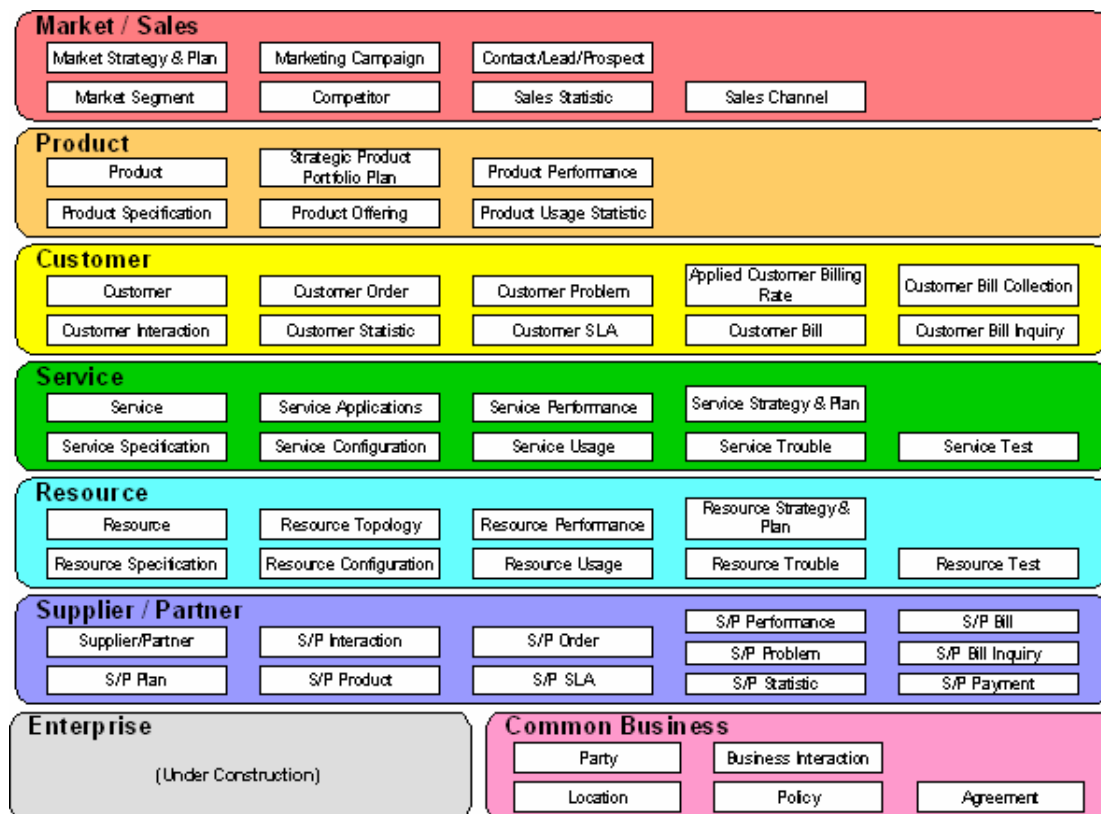 Market / Sales
Market Strategy & Plan
Marketing Campaign
Contact/Lead/Prospect
Market Segment
Competitor
Sales Statistic
Sales Channel
Product
Product
Strategic Product
Portfolio Plan
Product Performance
Product Specification
Product Offering
Product Usage Statistic
Customer
Customer
Customer Order
Customer Problem
Applied Customer Billing
Rate
Customer Bill Collection
Customer Interaction
Customer Statistic
Customer SLA
Customer Bill
Customer Bill Inquiry
Service
Service
Service Applications
Service Performance
Service Strategy & Plan
Service Specification
Service Configuration
Service Usage
Service Trouble
Service Test
Resource
Resource
Resource Topology
Resource Performance
Resource Strategy &
Plan
Resource Specification
Resource Configuration
Resource Usage
Resource Trouble
Resource Test
Supplier / Partner
Supplier/Partner
S/P Interaction
S/P Order
S/P Performance
S/P Bill
S/P Problem
S/P Bill Inquiry
S/P Plan
S/P Product
S/P SLA
S/P Statistic
S/P Payment
Enterprise
(Under Construction)
Common Business
Party
Business Interaction
Location
Policy
Agreement